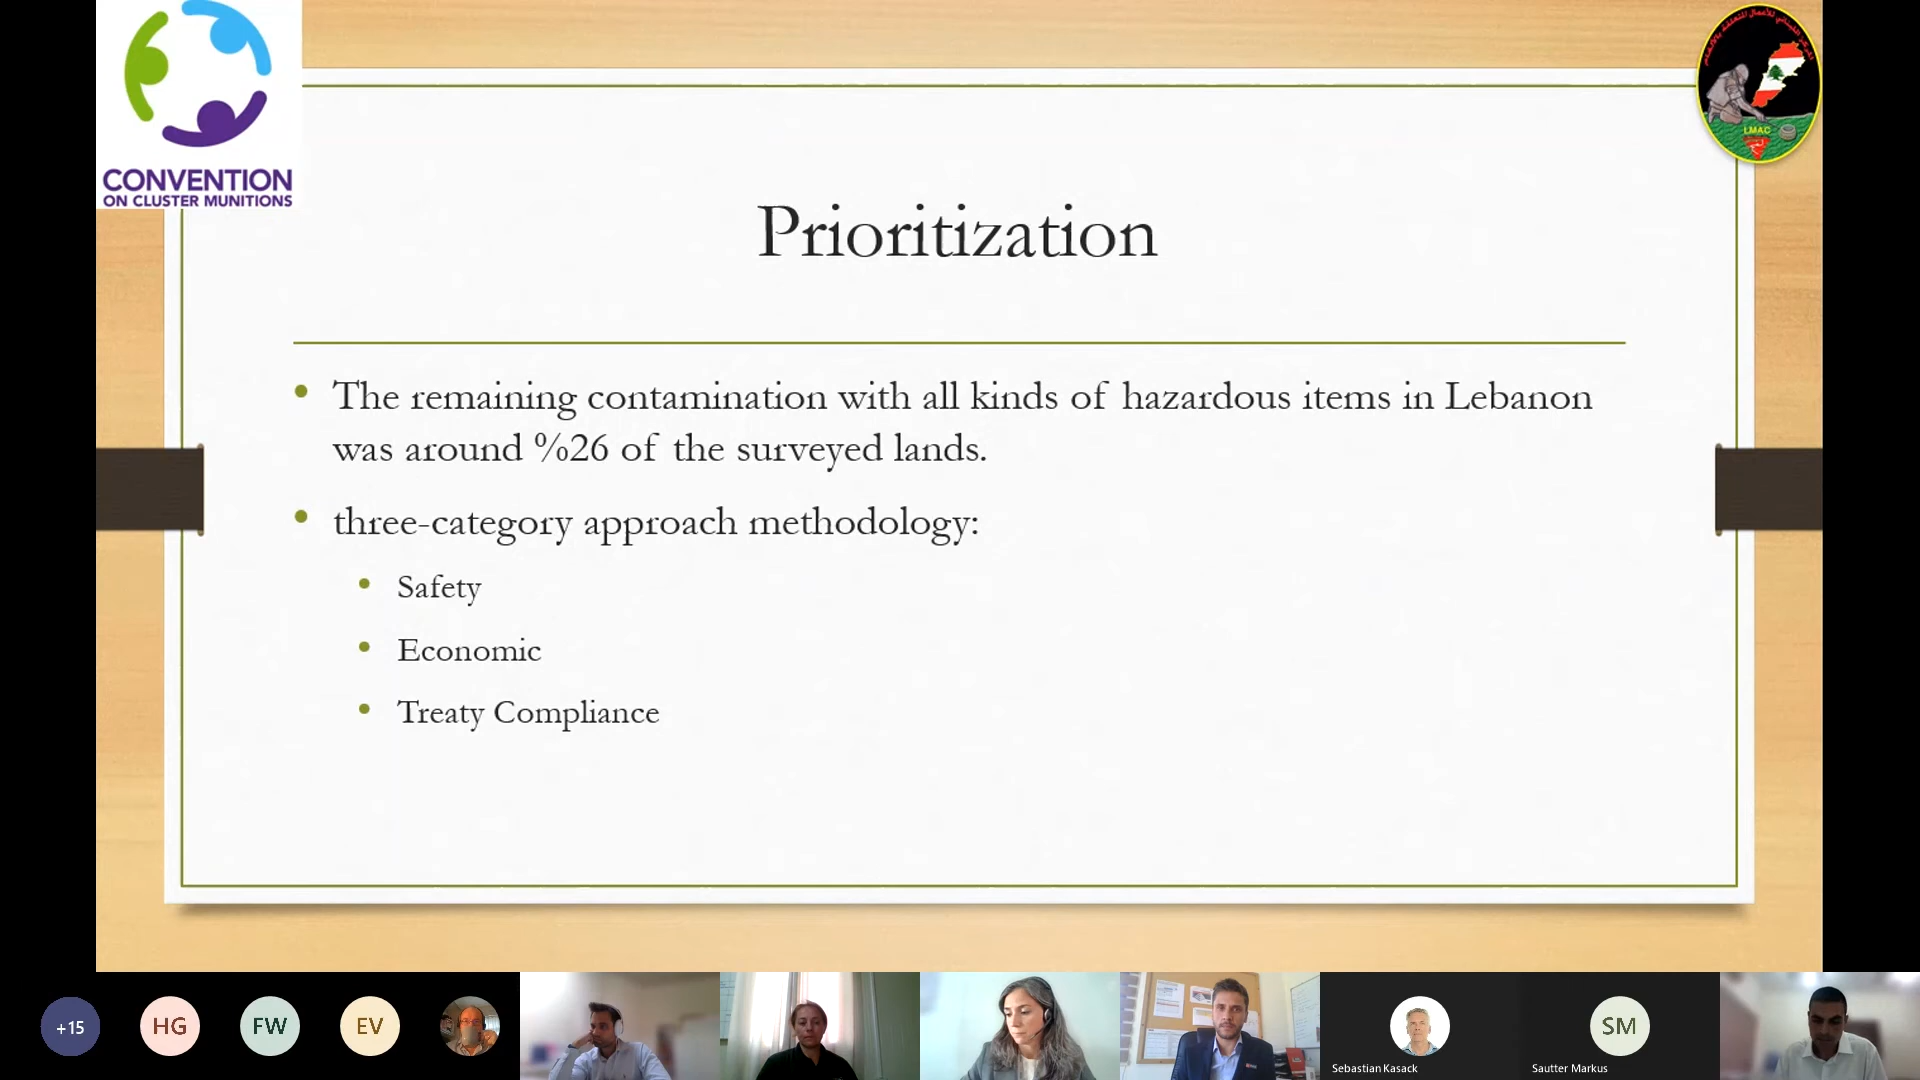 CONVENTION
ON CLUSTER MUNITIONS
LMAC
Prioritization
The remaining contamination with all kinds of hazardous items in Lebanon
was around %26 of the surveyed lands.
three-category approach methodology:
Safety
Economic
Treaty Compliance
+15
HG
FW
EV
Sebastian Kasack
SM
Sautter Markus